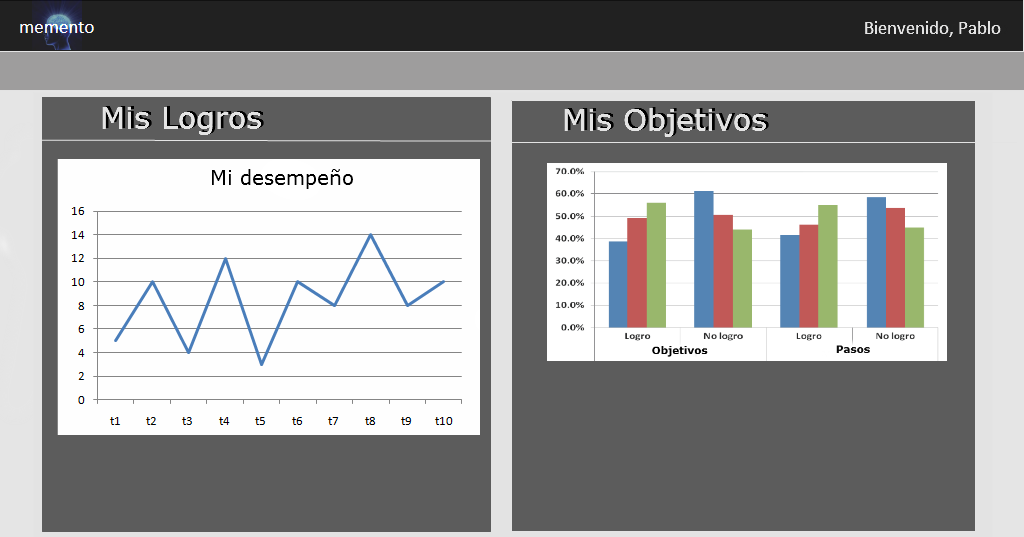 memento
Bienvenido, Pablo
Mis Logros
Mi desempeño
16
14
12
10
8
6
4
2
0
t1 t2 t3 t4 t5 t6 t7 t8 t9 t10
Mis Objetivos
70.0%
60.0%
50.0%
40.0%
30.0%
20.0%
10.0%
0.0%
Logro No logro Logro No logro
Objetivos Pasos